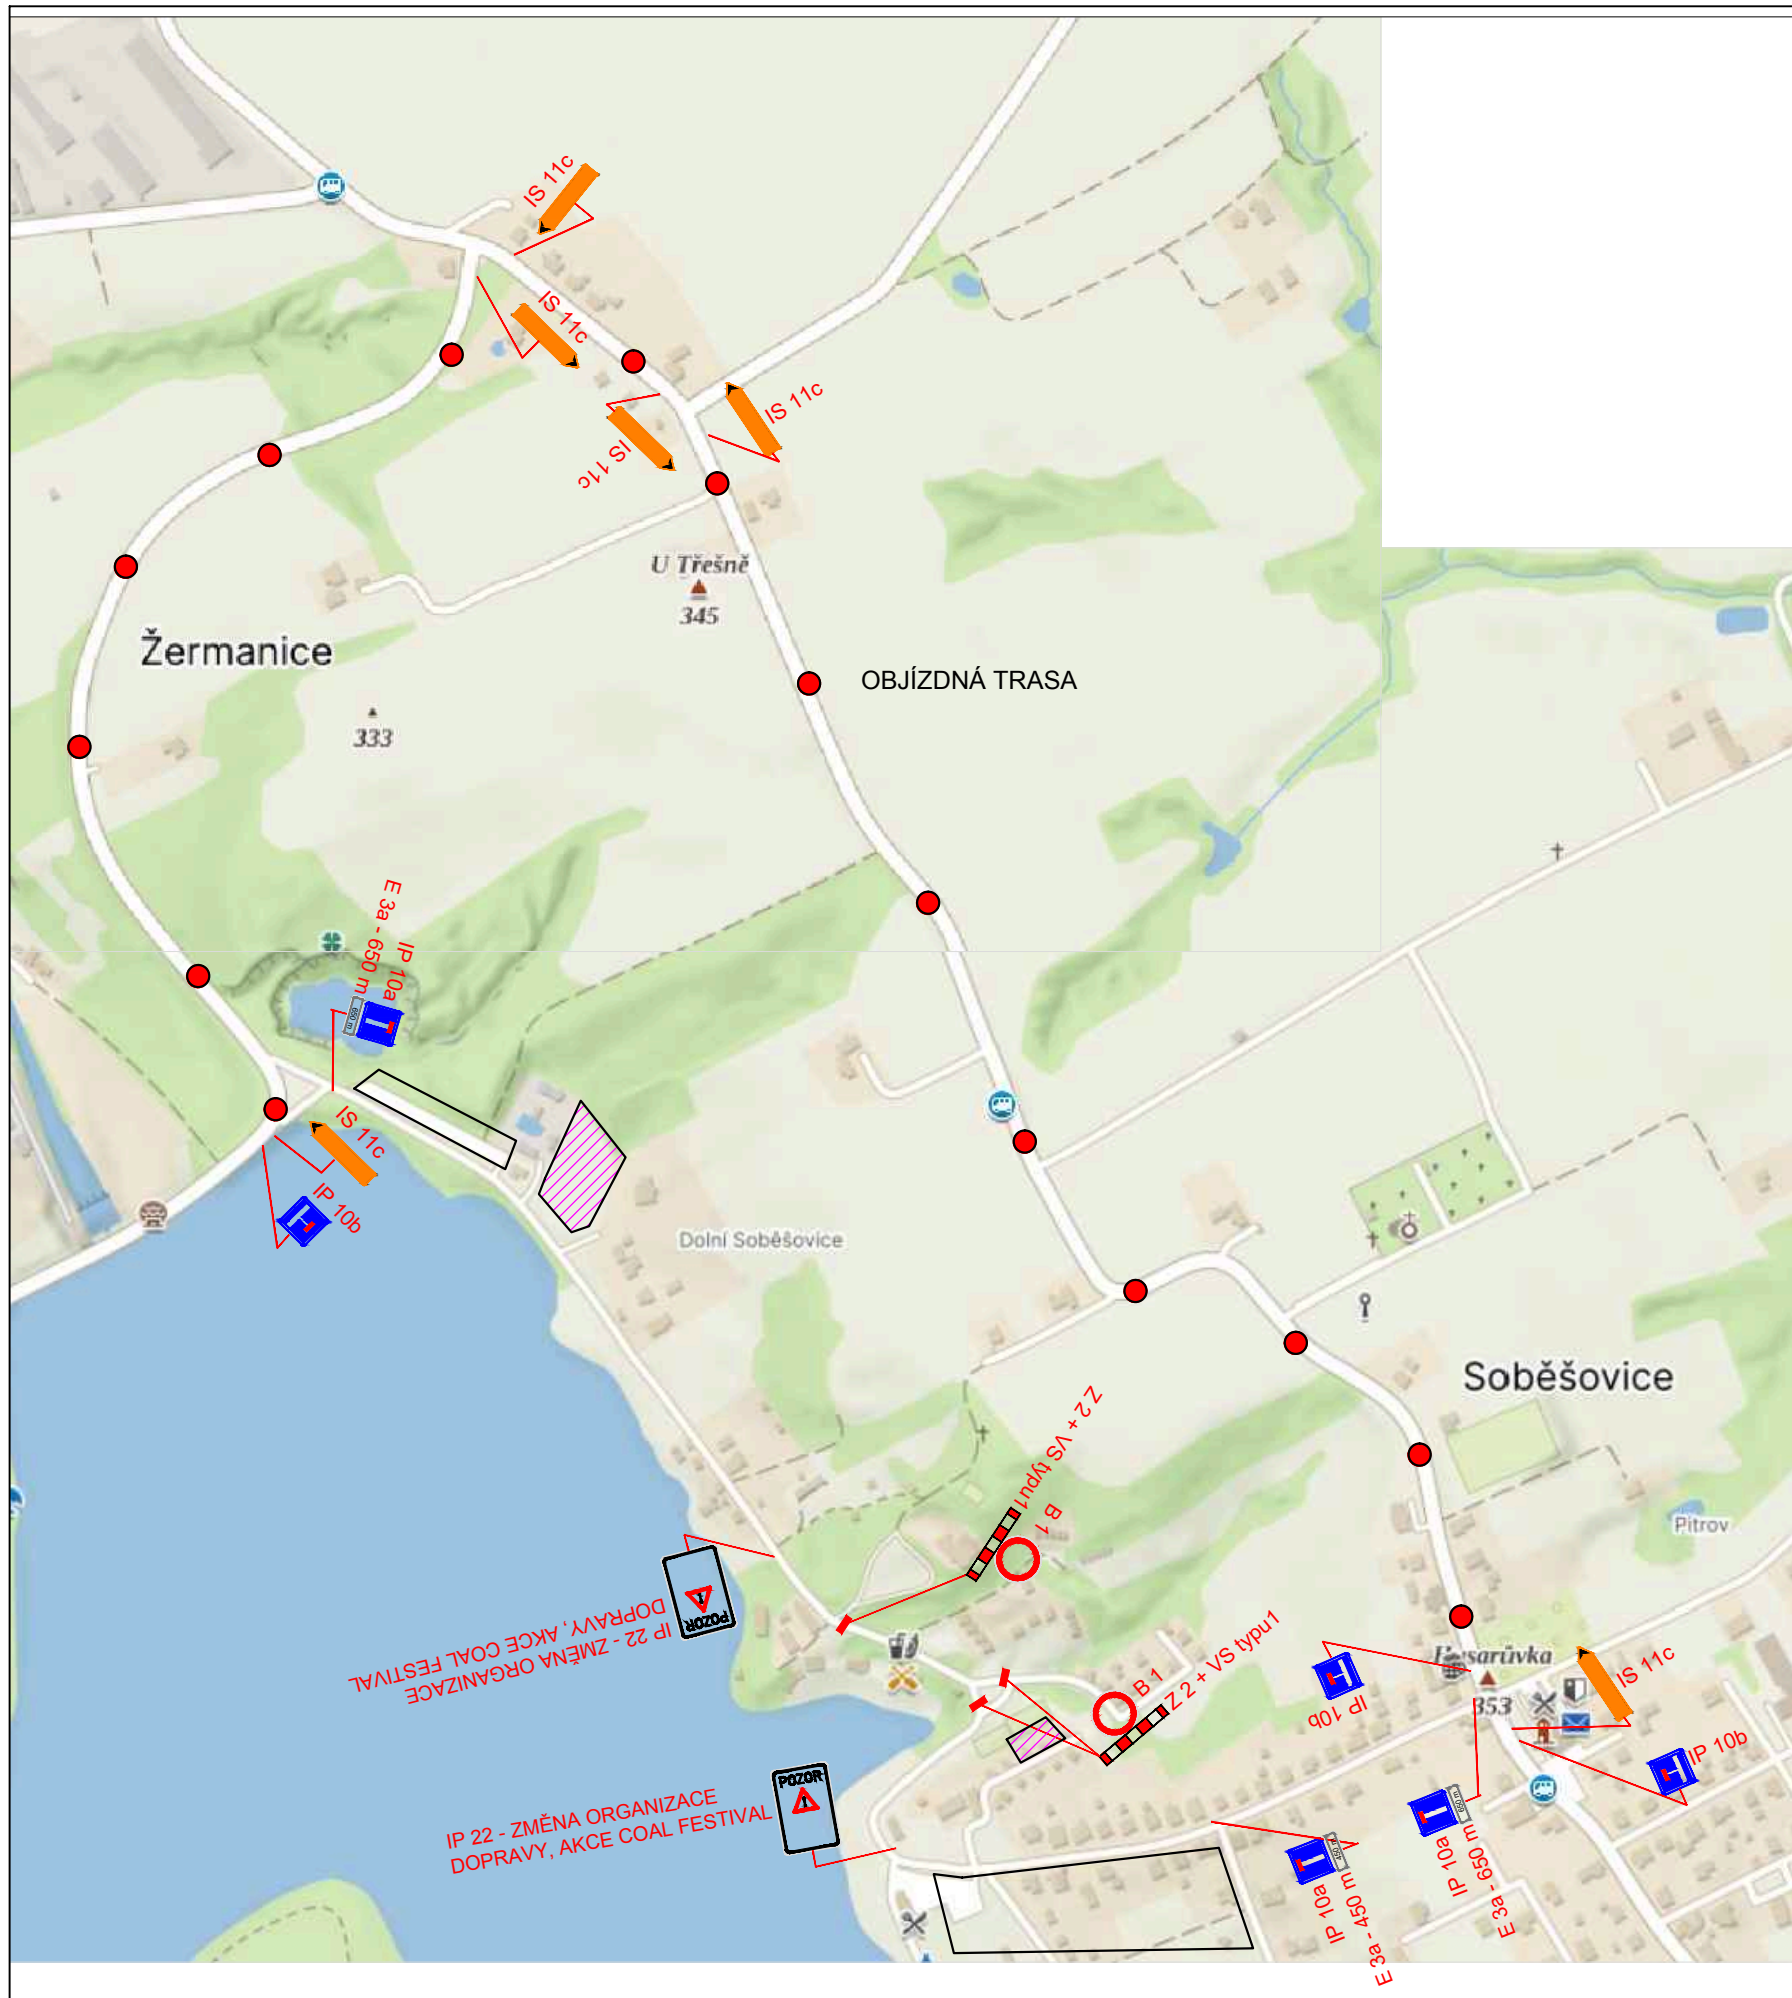 IS 11c
IS 11c
IS 11c
IS 11c
U Třešně
345
Žermanice
OBJÍZDNÁ TRASA
333
E 3a - 650 m
IP 10a
650 m
IS 11c
IP 10b
Dolní Soběšovice
Soběšovice
Z 2 + VS typu1
B 1
Pitrov
POZOR
IP 22 - ZMĚNA ORGANIZACE
DOPRAVY, AKCE COAL FESTIVAL
B 1
Z 2 + VS typu1
IP 10b
353
IS 11c
IP 10b
POZOR
IP 22 - ZMĚNA ORGANIZACE
DOPRAVY, AKCE COAL FESTIVAL
650 m
IP 10a
E 3a - 650 m
450 m
IP 10a
E 3a - 450 m